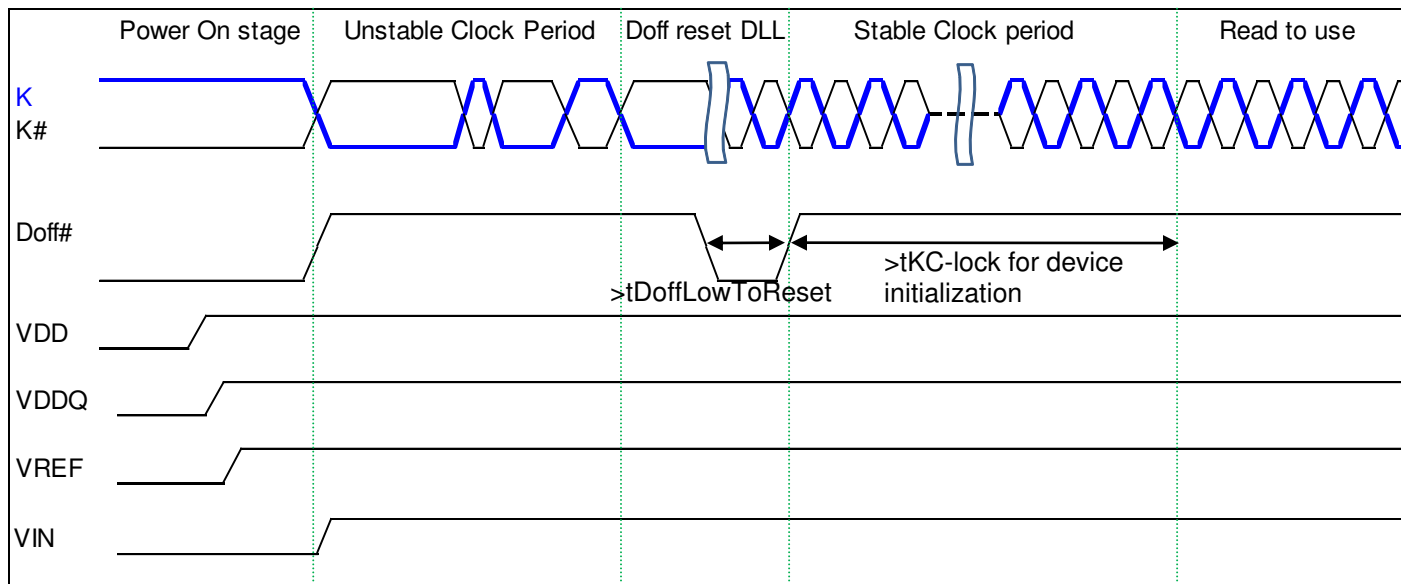 Power On stage
Unstable Clock Period
Doff reset DLL
Stable Clock period
Read to use
K
K#
Doff#
>tDoffLowToReset
>tKC-lock for device
initialization
VDD
VDDQ
VREF
VIN